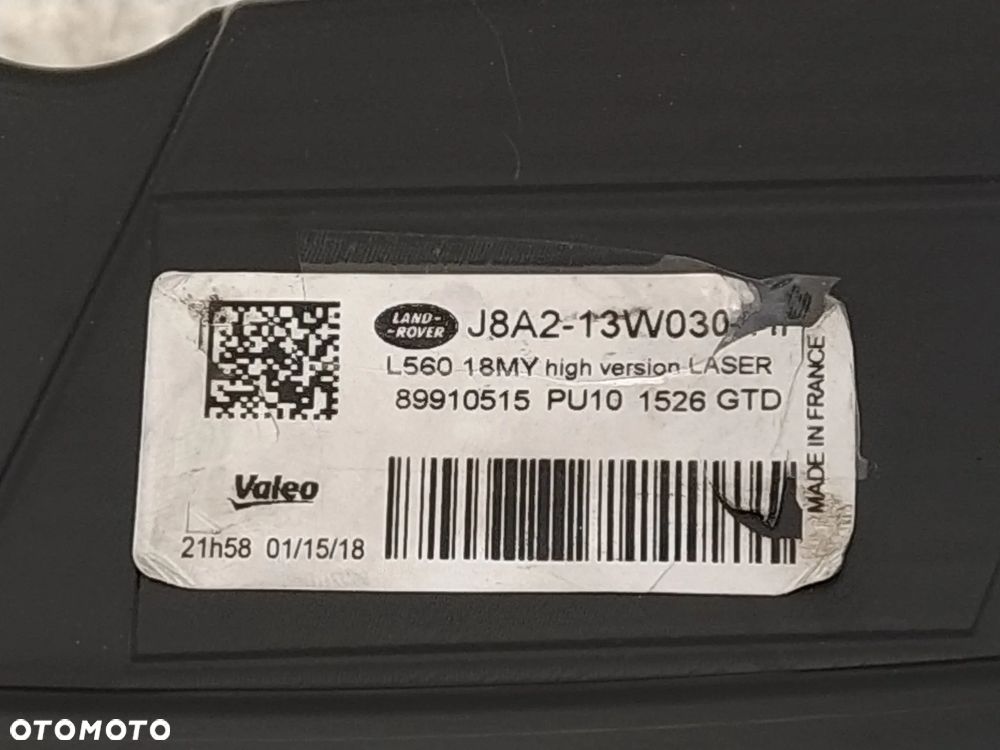 LAND-
-ROVER
J8A2-13W030
L560 18MY high version LASER
89910515 PU10 1526 GTD
MADE IN FRANCE
Valeo
21h58 01/15/18
OTOMOTO